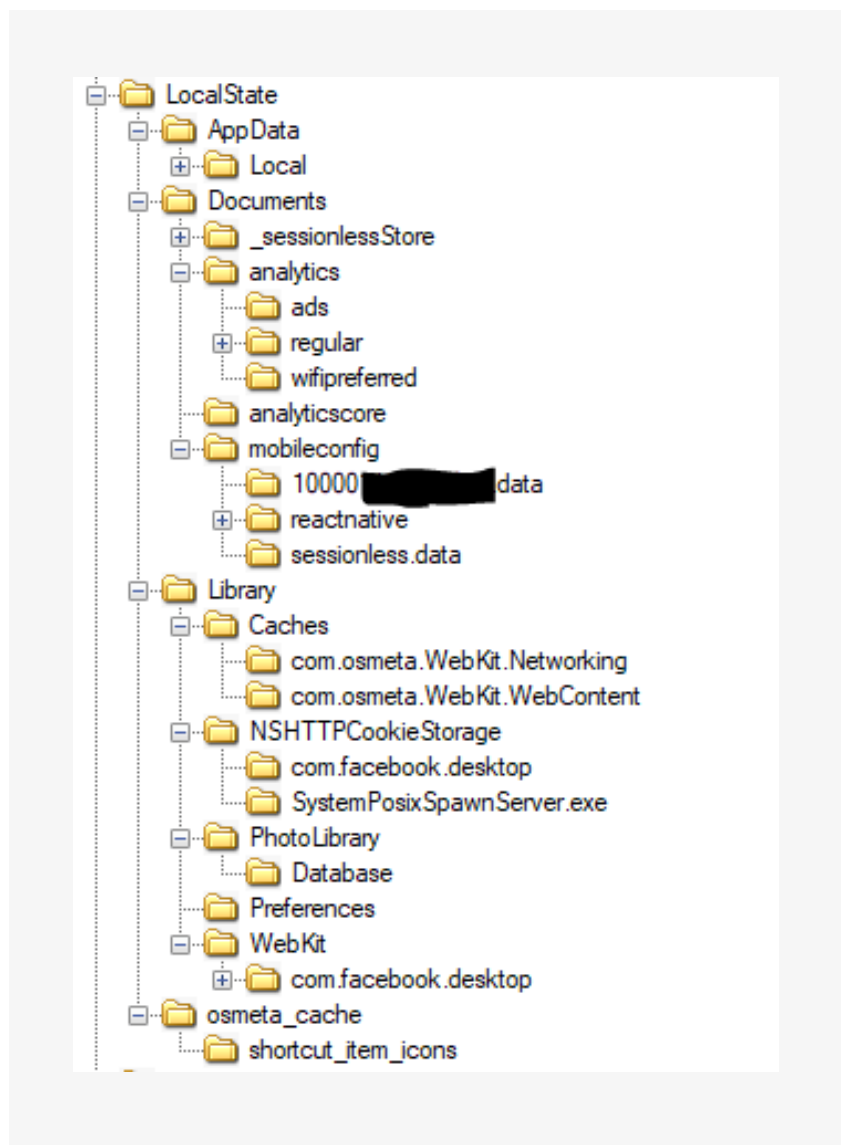 LocalState
AppData
Local
Documents
_sessionlessStore
analytics
ads
regular
wifipreferred
analyticscore
mobileconfig
10000 data
reactnative
sessionless.data
Library
Caches
com.osmeta.WebKit.Networking
com.osmeta.WebKit.WebContent
NSHTTPCookieStorage
com.facebook.desktop
SystemPosixSpawnServer.exe
PhotoLibrary
Database
Preferences
WebKit
com.facebook.desktop
osmeta_cache
shortcut_item_icons